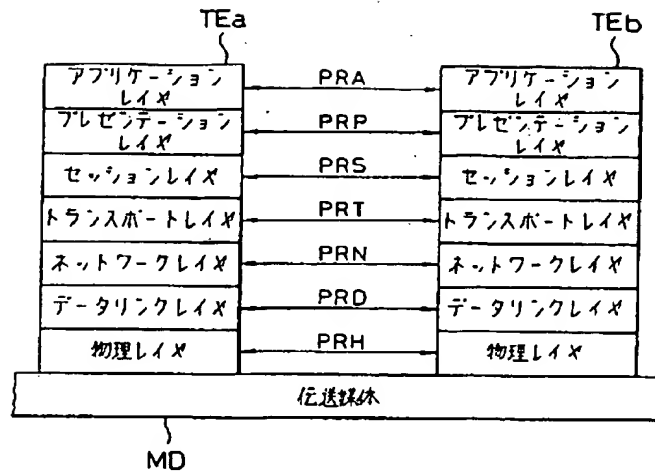 TEa
TEb
アプリケーション
レイヤ
PRA
アプリケーション
レイヤ
プレゼンテーション
レイヤ
PRP
プレゼンテーション
レイヤ
セッションレイヤ
PRS
セッションレイヤ
トランスポートレイヤ
PRT
トランスポートレイヤ
ネットワークレイヤ
PRN
ネットワークレイヤ
データリンクレイヤ
PRD
データリンクレイヤ
物理レイヤ
PRH
物理レイヤ
伝送媒体
MD